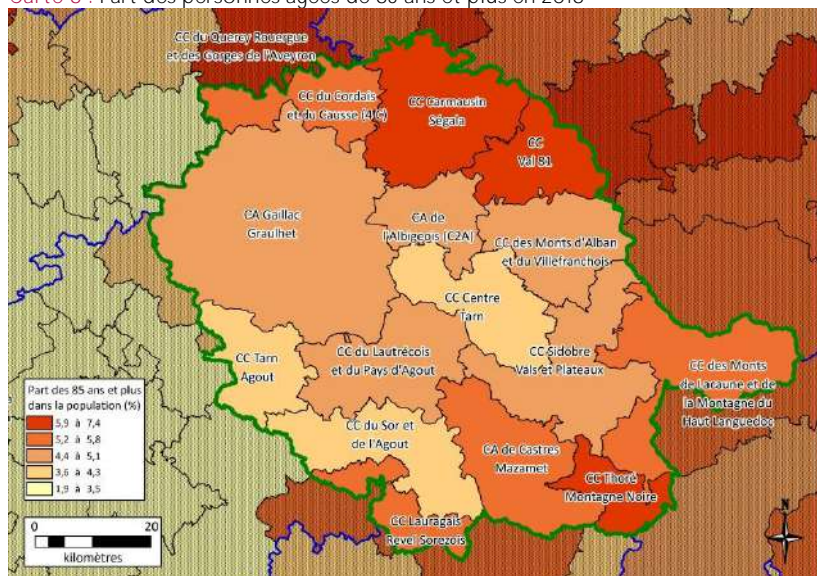 Carte 3 : Part des personnes âgées de 85 ans et plus en 2018
CC du Quercy Rouergue
et des Gorges de l'Aveyron
CC du Cordais
et du Causse (4C)
CC Carmausin
Ségala
CC
Val 81
CA Gaillac
Graulhet
CA de
l'Albigeois (C2A)
CC des Monts d'Alban
et du Villefranchois
CC Centre
Tarn
CC Tarn
Agout
CC du Lautrécois
et du Pays d'Agout
CC Sidobre
Vals et Plateaux
CC des Monts
de Lacaune et de
la Montagne du
Haut Languedoc
CC du Sor et
de l'Agout
CA de Castres
Mazamet
CC Thoré
Montagne Noire
CC Lauragais
Revel Sorezois
Part des 85 ans et plus
dans la population (%)
5,9 à 7,4
5,2 à 5,8
4,4 à 5,1
3,6 à 4,3
1,9 à 3,5
0 20
kilomètres
N